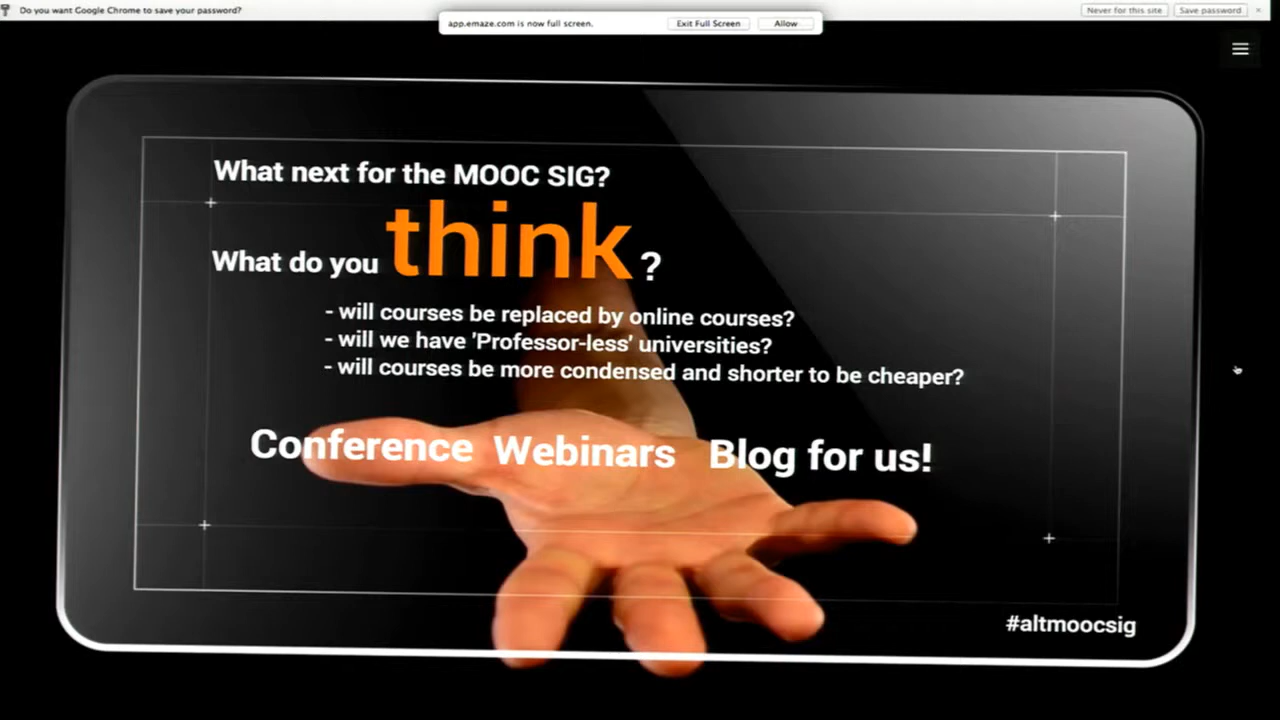 Do you want Google Chrome to save your password?
Never for this site
Save password
×
app.emaze.com is now full screen.
Exit Full Screen
Allow
What next for the MOOC SIG?
What do you think ?
- will courses be replaced by online courses?
- will we have 'Professor-less' universities?
- will courses be more condensed and shorter to be cheaper?
Conference Webinars Blog for us!
#altmoocsig